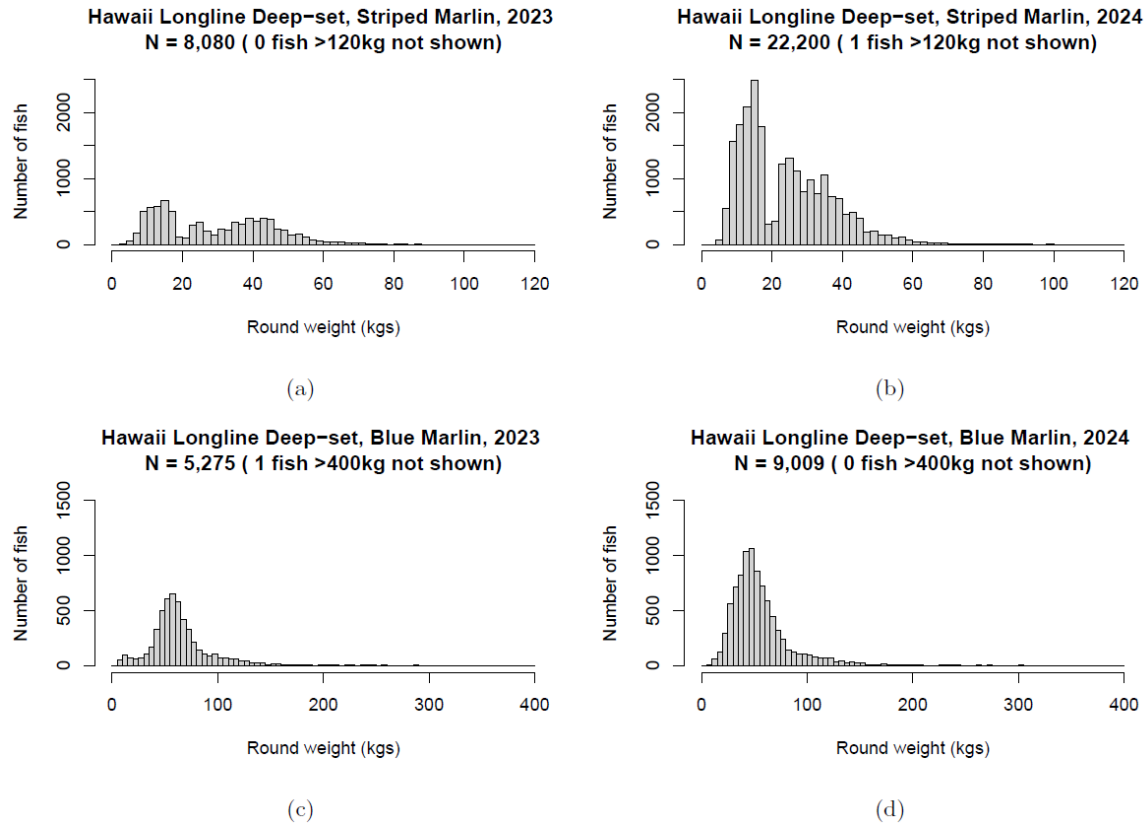 Hawaii Longline Deep−set, Striped Marlin, 2023
N = 8,080 ( 0 fish >120kg not shown)
Number of fish
0
1000
2000
0 20 40 60 80 100 120
Round weight (kgs)
(a)
Hawaii Longline Deep−set, Striped Marlin, 2024
N = 22,200 ( 1 fish >120kg not shown)
Number of fish
0
1000
2000
0 20 40 60 80 100 120
Round weight (kgs)
(b)
Hawaii Longline Deep−set, Blue Marlin, 2023
N = 5,275 ( 1 fish >400kg not shown)
Number of fish
0
500
1000
1500
0 100 200 300 400
Round weight (kgs)
(c)
Hawaii Longline Deep−set, Blue Marlin, 2024
N = 9,009 ( 0 fish >400kg not shown)
Number of fish
0
500
1000
1500
0 100 200 300 400
Round weight (kgs)
(d)